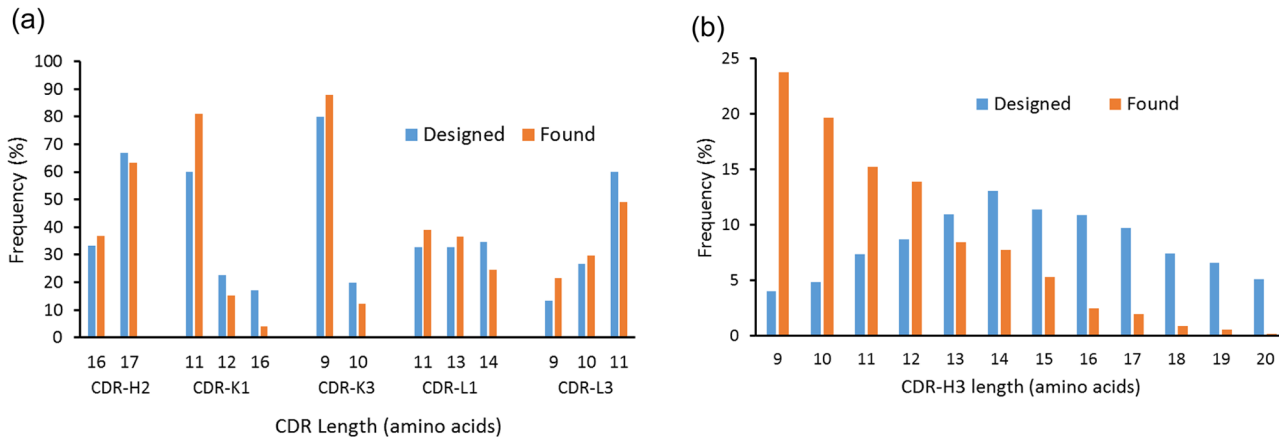 (a)
Frequency (%)
100
90
80
70
60
50
40
30
20
10
0
Designed Found
16 17 11 12 16 9 10 11 13 14 9 10 11
CDR-H2 CDR-K1 CDR-K3 CDR-L1 CDR-L3
CDR Length (amino acids)
(b)
Frequency (%)
25
20
15
10
5
0
Designed Found
9 10 11 12 13 14 15 16 17 18 19 20
CDR-H3 length (amino acids)